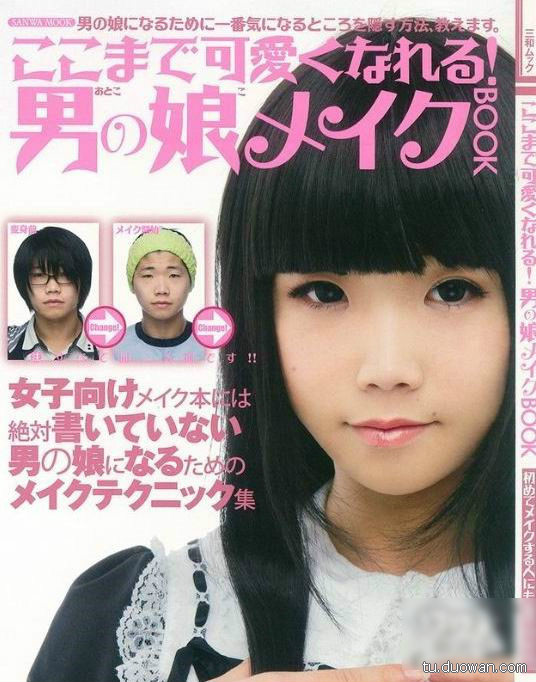 SANWA MOOK 男の娘になるために一番気になるところを隠す方法、教えます。
ここまで可愛くなれる!
おとこ こ
男の娘メイク BOOK
変身前
メイク開始
Change!
Change!
です!!
女子向けメイク本には
絶対書いていない
男の娘になるための
メイクテクニック集
三和ムック
ここまで可愛くなれる! 男の娘メイクBOOK
初めてメイクする人にも
tu.duowan.com